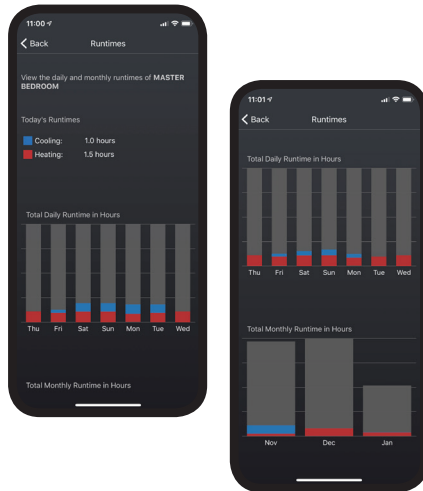 11:00
Back
Runtimes
View the daily and monthly runtimes of MASTER
BEDROOM
Today's Runtimes
Cooling: 1.0 hours
Heating: 1.5 hours
Total Daily Runtime in Hours
Thu Fri Sat Sun Mon Tue Wed
Total Monthly Runtime in Hours
11:01
Back
Runtimes
Total Daily Runtime in Hours
Thu Fri Sat Sun Mon Tue Wed
Total Monthly Runtime in Hours
Nov Dec Jan